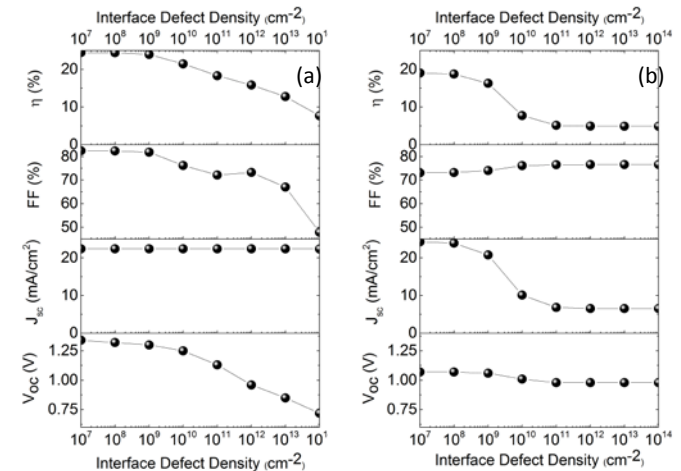 Interface Defect Density (cm-2)
10^7 10^8 10^9 10^10 10^11 10^12 10^13 10^1
(a)
η (%)
20
10
0
FF (%)
80
70
60
50
Jsc (mA/cm²)
20
10
0
VOC (V)
1.25
1.00
0.75
10^7 10^8 10^9 10^10 10^11 10^12 10^13 10^1
Interface Defect Density (cm-2)
Interface Defect Density (cm-2)
10^7 10^8 10^9 10^10 10^11 10^12 10^13 10^14
(b)
η (%)
20
10
0
FF (%)
80
70
60
50
Jsc (mA/cm²)
20
10
0
VOC (V)
1.25
1.00
0.75
10^7 10^8 10^9 10^10 10^11 10^12 10^13 10^14
Interface Defect Density (cm-2)